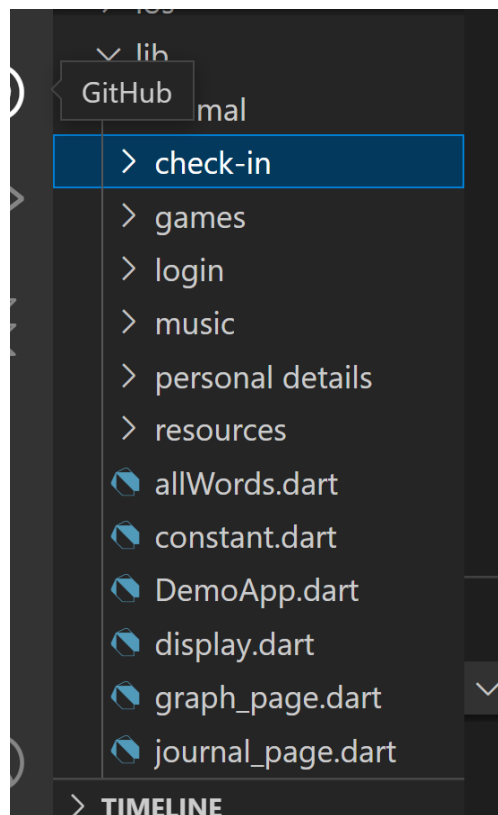 lib
GitHub
mal
check-in
games
login
music
personal details
resources
allWords.dart
constant.dart
DemoApp.dart
display.dart
graph_page.dart
journal_page.dart
TIMELINE